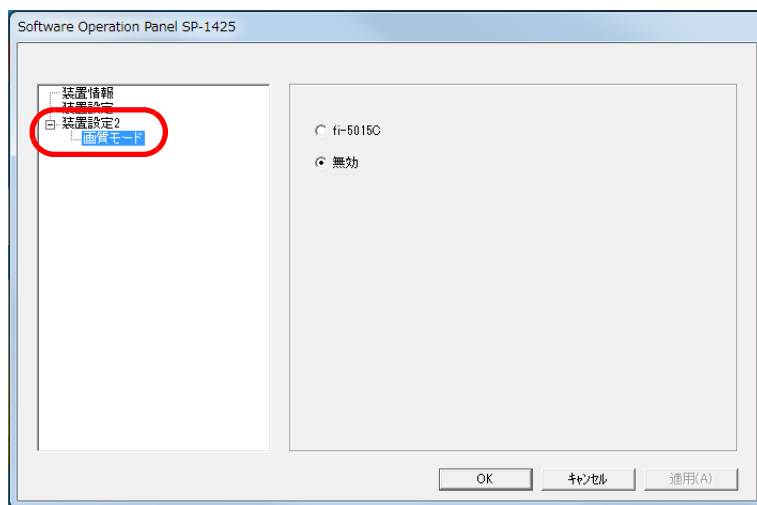 Software Operation Panel SP-1425
装置情報
装置設定
装置設定2
画質モード
fi-5015C
無効
OK
キャンセル
適用(A)